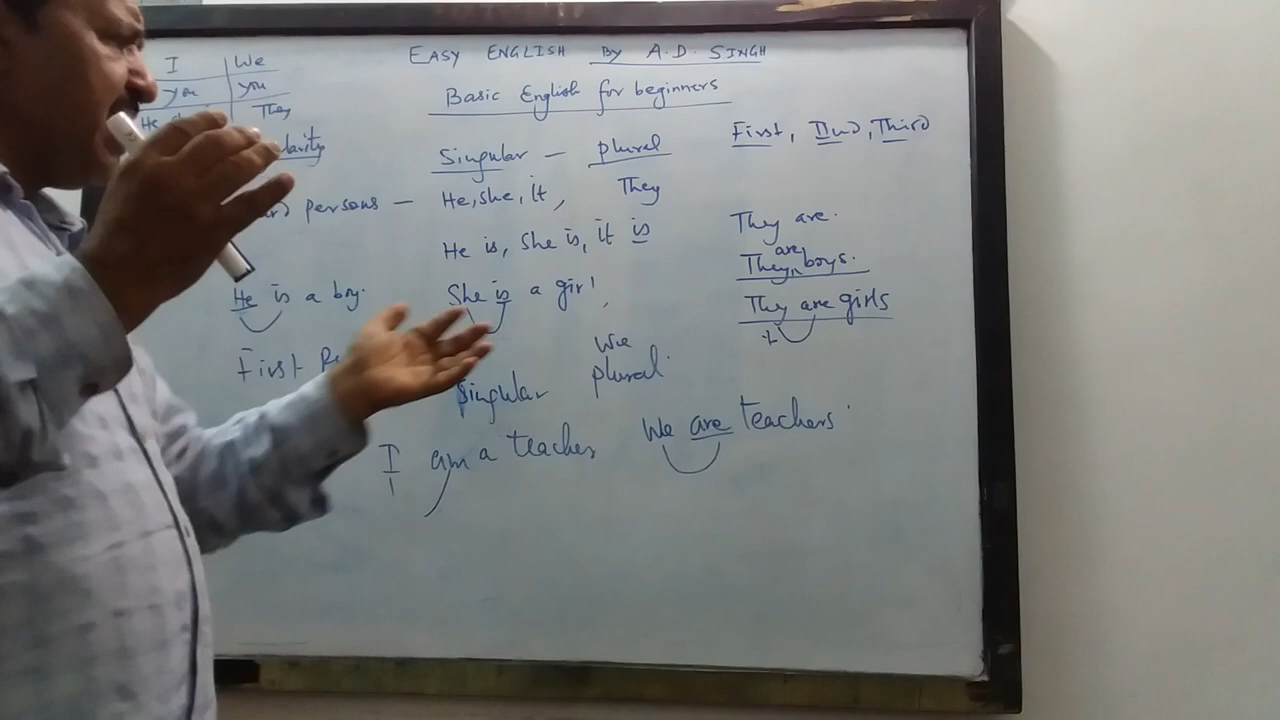 EASY ENGLISH BY A.D. SINGH
I We
you you
He They
Basic English for beginners
First, IInd, Third
Singular – plural
persons – He, she, it, They
He is, She is, it is
They are.
They are boys.
He is a boy. She is a girl,
They are girls
First
We
Singular plural
I am a teacher We are teachers.